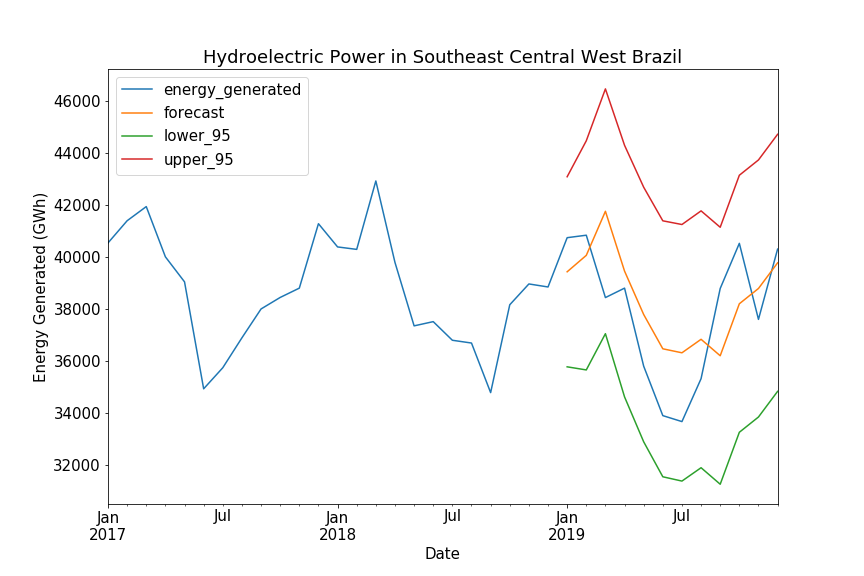 Hydroelectric Power in Southeast Central West Brazil
energy_generated
forecast
lower_95
upper_95
46000
44000
42000
40000
38000
36000
34000
32000
Energy Generated (GWh)
Jan
2017
Jul
Jan
2018
Jul
Jan
2019
Jul
Date